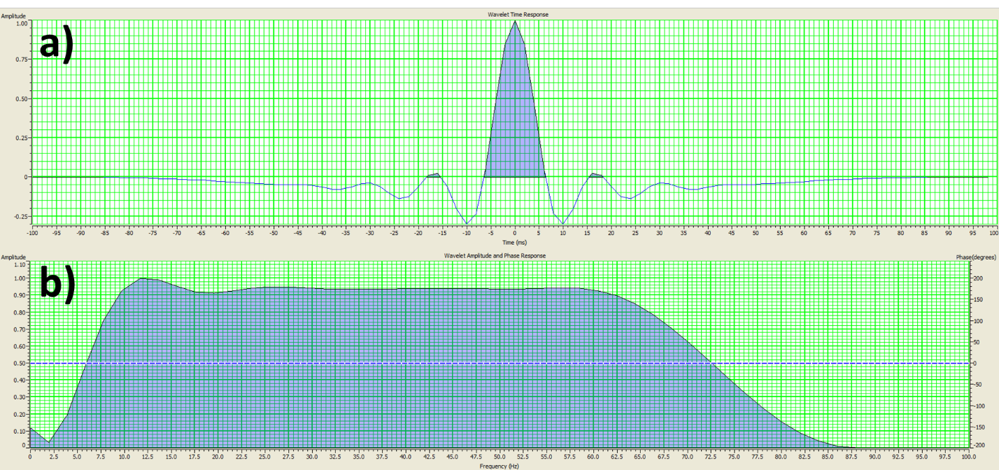 Wavelet Time Response
Amplitude
a)
1.00
0.75
0.50
0.25
0
-0.25
-100 -95 -90 -85 -80 -75 -70 -65 -60 -55 -50 -45 -40 -35 -30 -25 -20 -15 -10 -5 0 5 10 15 20 25 30 35 40 45 50 55 60 65 70 75 80 85 90 95 100
Time (ms)
Wavelet Amplitude and Phase Response
Amplitude Phase(degrees)
b)
1.10
1.00 200
0.90 150
0.80 100
0.70
0.60 50
0.50 0
0.40 -50
0.30 -100
0.20 -150
0.10
0 -200
0 2.5 5.0 7.5 10.0 12.5 15.0 17.5 20.0 22.5 25.0 27.5 30.0 32.5 35.0 37.5 40.0 42.5 45.0 47.5 50.0 52.5 55.0 57.5 60.0 62.5 65.0 67.5 70.0 72.5 75.0 77.5 80.0 82.5 85.0 87.5 90.0 92.5 95.0 97.5 100.0
Frequency (Hz)